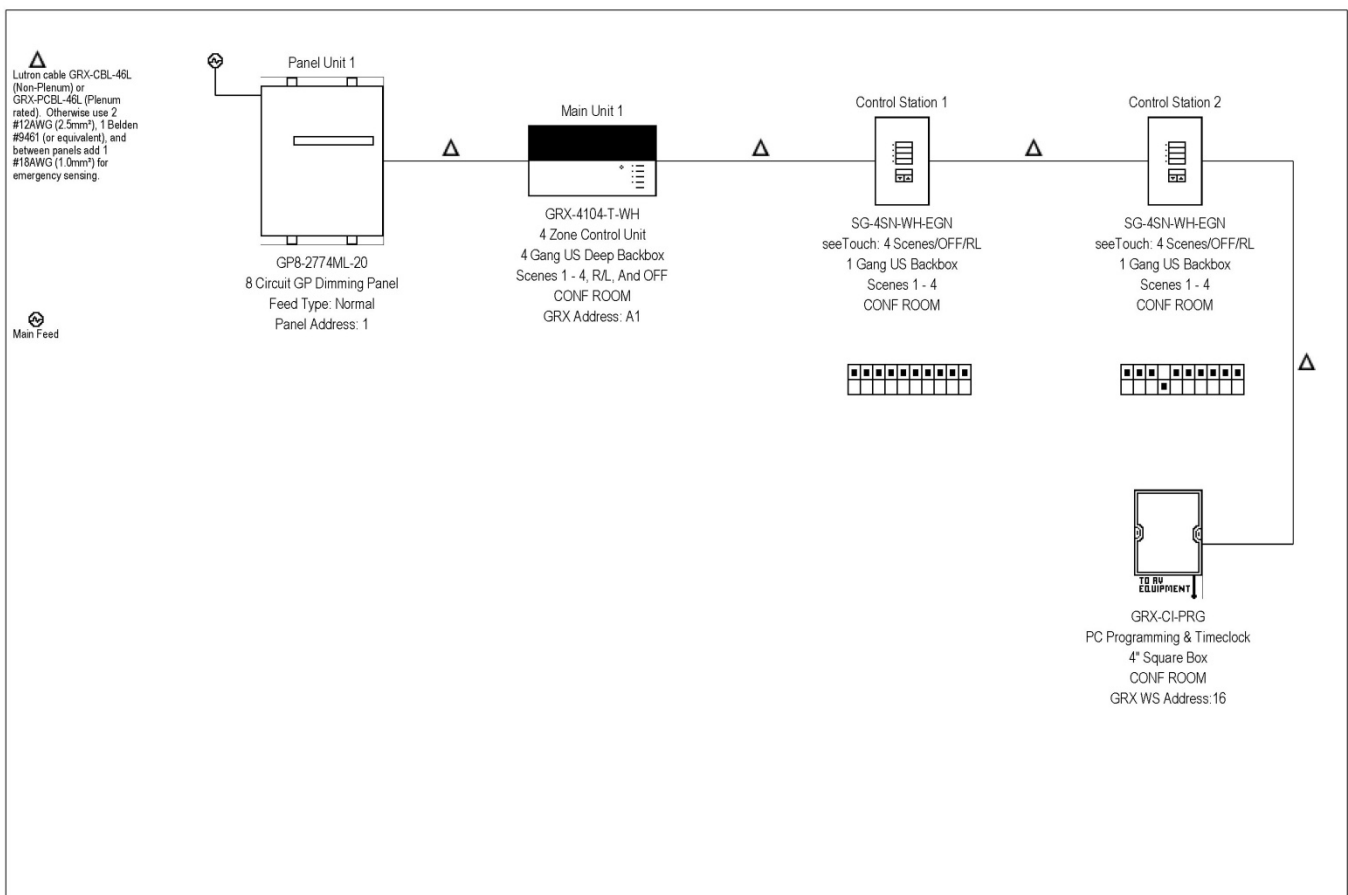 Lutron cable GRX-CBL-46L
(Non-Plenum) or
GRX-PCBL-46L (Plenum
rated). Otherwise use 2
#12AWG (2.5mm²), 1 Belden
#9461 (or equivalent), and
between panels add 1
#18AWG (1.0mm²) for
emergency sensing.
Main Feed
Panel Unit 1
GP8-2774ML-20
8 Circuit GP Dimming Panel
Feed Type: Normal
Panel Address: 1
Main Unit 1
GRX-4104-T-WH
4 Zone Control Unit
4 Gang US Deep Backbox
Scenes 1 - 4, R/L, And OFF
CONF ROOM
GRX Address: A1
Control Station 1
SG-4SN-WH-EGN
seeTouch: 4 Scenes/OFF/RL
1 Gang US Backbox
Scenes 1 - 4
CONF ROOM
Control Station 2
SG-4SN-WH-EGN
seeTouch: 4 Scenes/OFF/RL
1 Gang US Backbox
Scenes 1 - 4
CONF ROOM
TO AV
EQUIPMENT
GRX-CI-PRG
PC Programming & Timeclock
4" Square Box
CONF ROOM
GRX WS Address:16